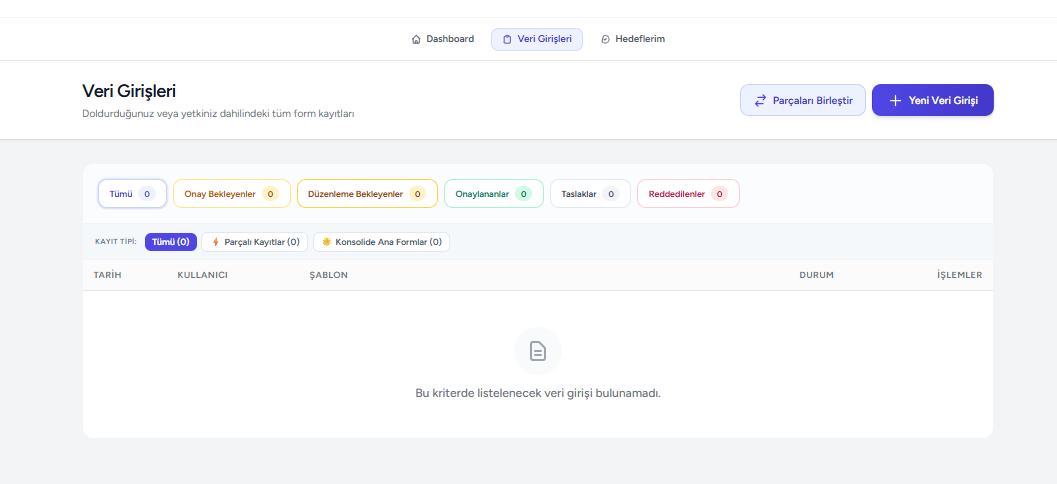 Dashboard Veri Girişleri Hedeflerim
Veri Girişleri
Doldurduğunuz veya yetkiniz dahilindeki tüm form kayıtları
Parçaları Birleştir Yeni Veri Girişi
Tümü 0 Onay Bekleyenler 0 Düzenleme Bekleyenler 0 Onaylananlar 0 Taslaklar 0 Reddedilenler 0
KAYIT TİPİ: Tümü (0) Parçalı Kayıtlar (0) Konsolide Ana Formlar (0)
TARİH KULLANICI ŞABLON DURUM İŞLEMLER
Bu kriterde listelenecek veri girişi bulunamadı.